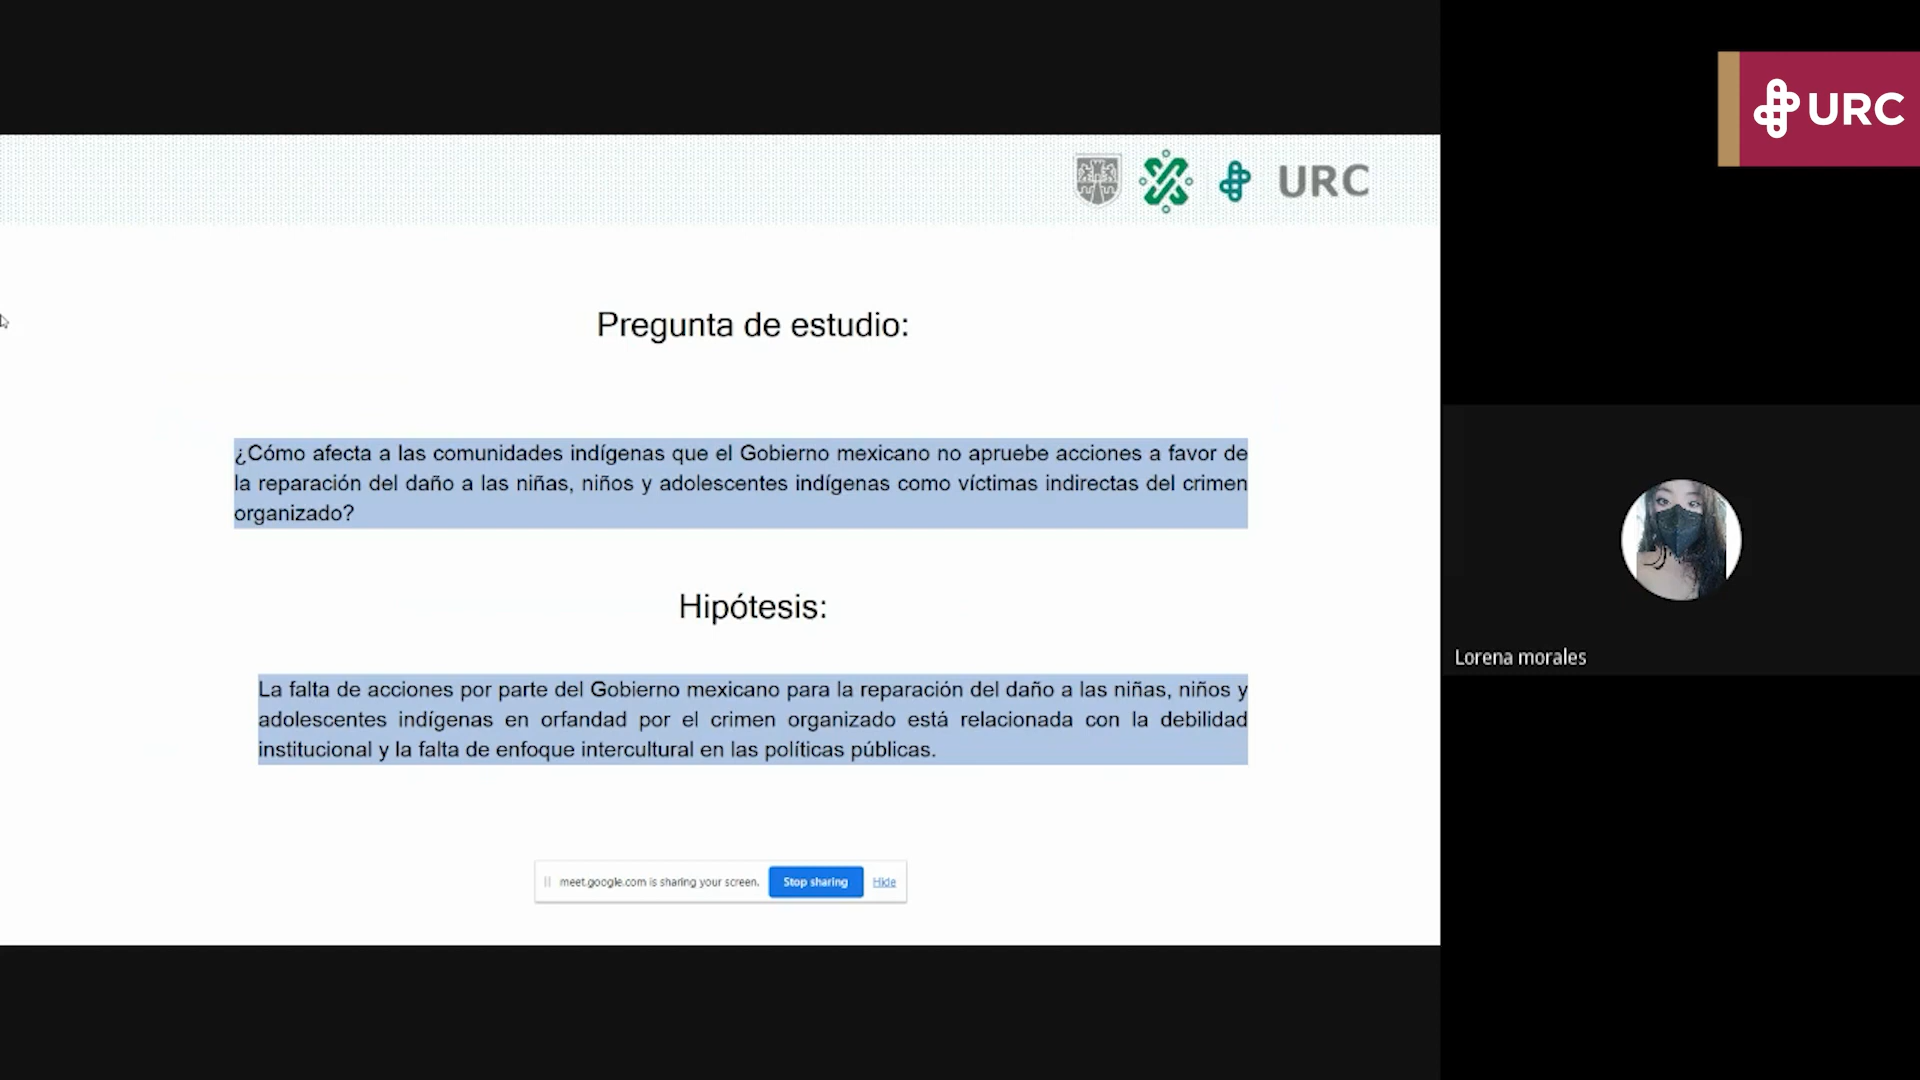 URC
URC
Pregunta de estudio:
¿Cómo afecta a las comunidades indígenas que el Gobierno mexicano no apruebe acciones a favor de
la reparación del daño a las niñas, niños y adolescentes indígenas como víctimas indirectas del crimen
organizado?
Hipótesis:
La falta de acciones por parte del Gobierno mexicano para la reparación del daño a las niñas, niños y
adolescentes indígenas en orfandad por el crimen organizado está relacionada con la debilidad
institucional y la falta de enfoque intercultural en las políticas públicas.
Lorena morales
meet.google.com is sharing your screen. Stop sharing Hide